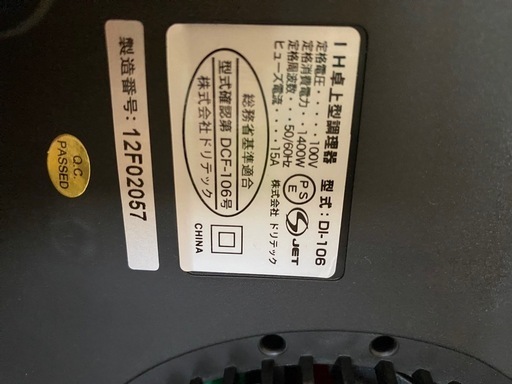 IH卓上型調理器 型式：DI-106
定格電圧.....100V
定格消費電力..1400W
定格周波数...50/60Hz
ヒューズ電流....15A
PSE
JET
株式会社 ドリテック
総務省基準適合
型式確認第 DCF-106号
株式会社ドリテック
CHINA
製造番号: 12F02057
Q.C.
PASSED